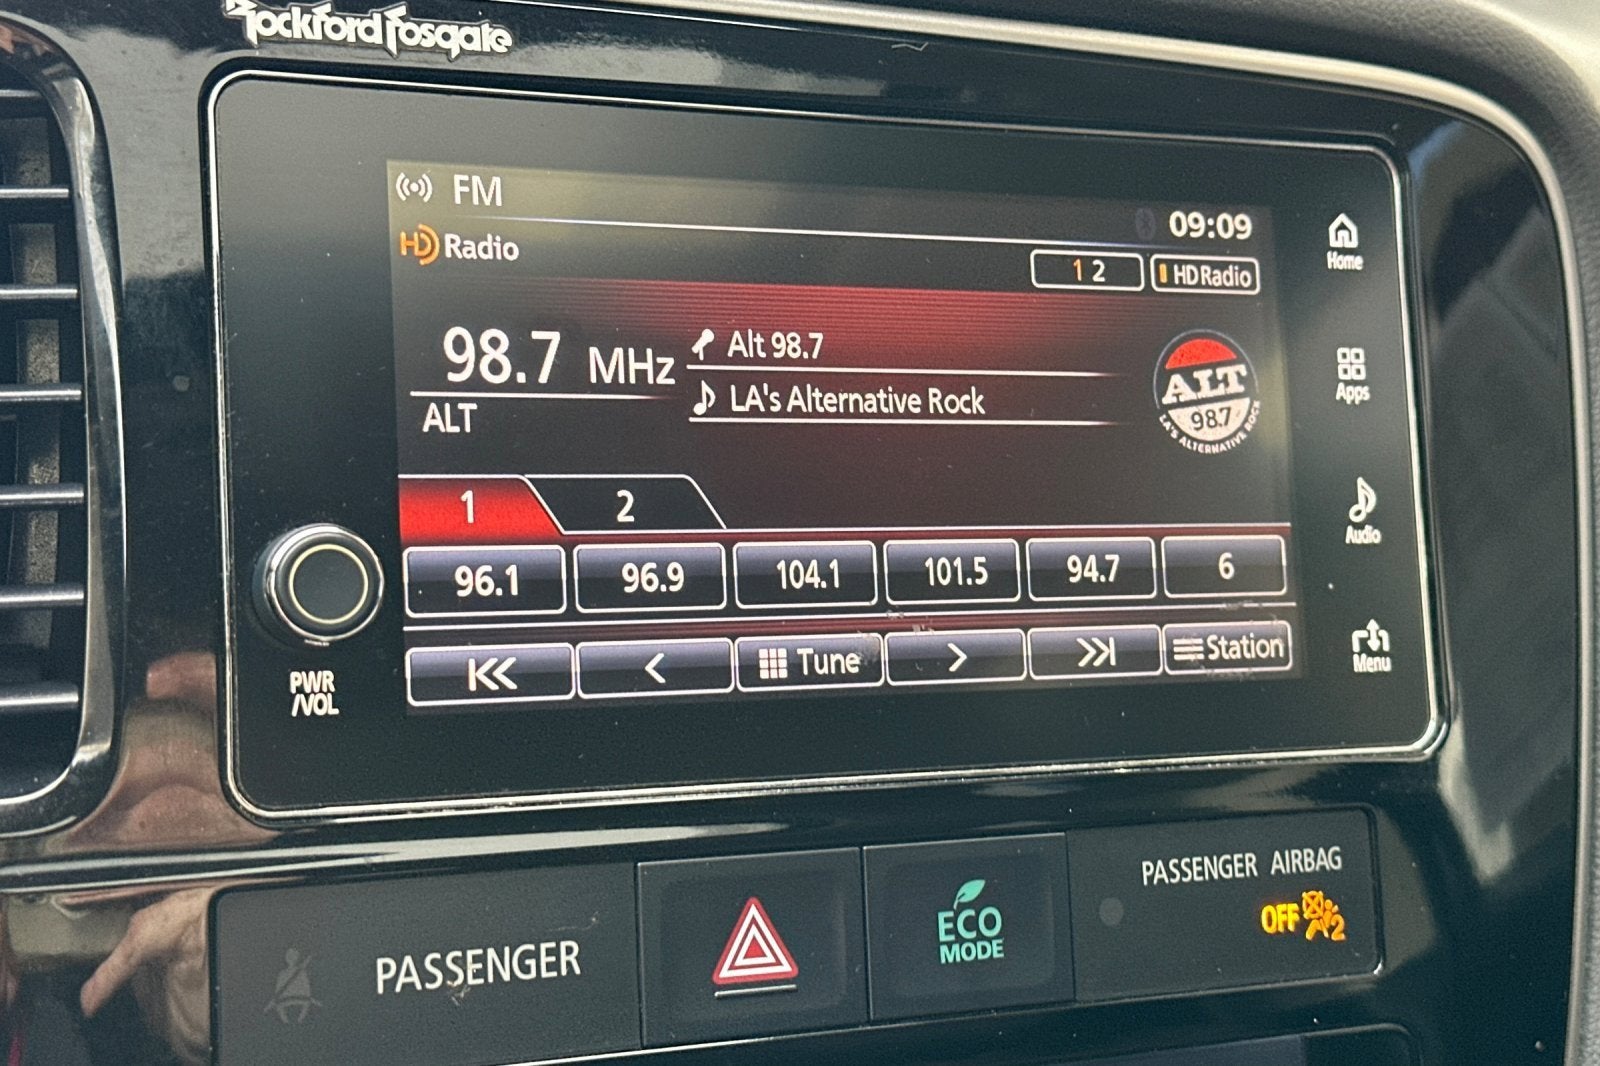 Rockford Fosgate
FM
09:09
HD Radio
1 2
HD Radio
98.7 MHz
Alt 98.7
ALT
LA's Alternative Rock
ALT
98.7
LA'S ALTERNATIVE ROCK
1
2
96.1
96.9
104.1
101.5
94.7
6
Tune
Station
Home
Apps
Audio
Menu
PWR
/VOL
PASSENGER
ECO
MODE
PASSENGER AIRBAG
OFF 2